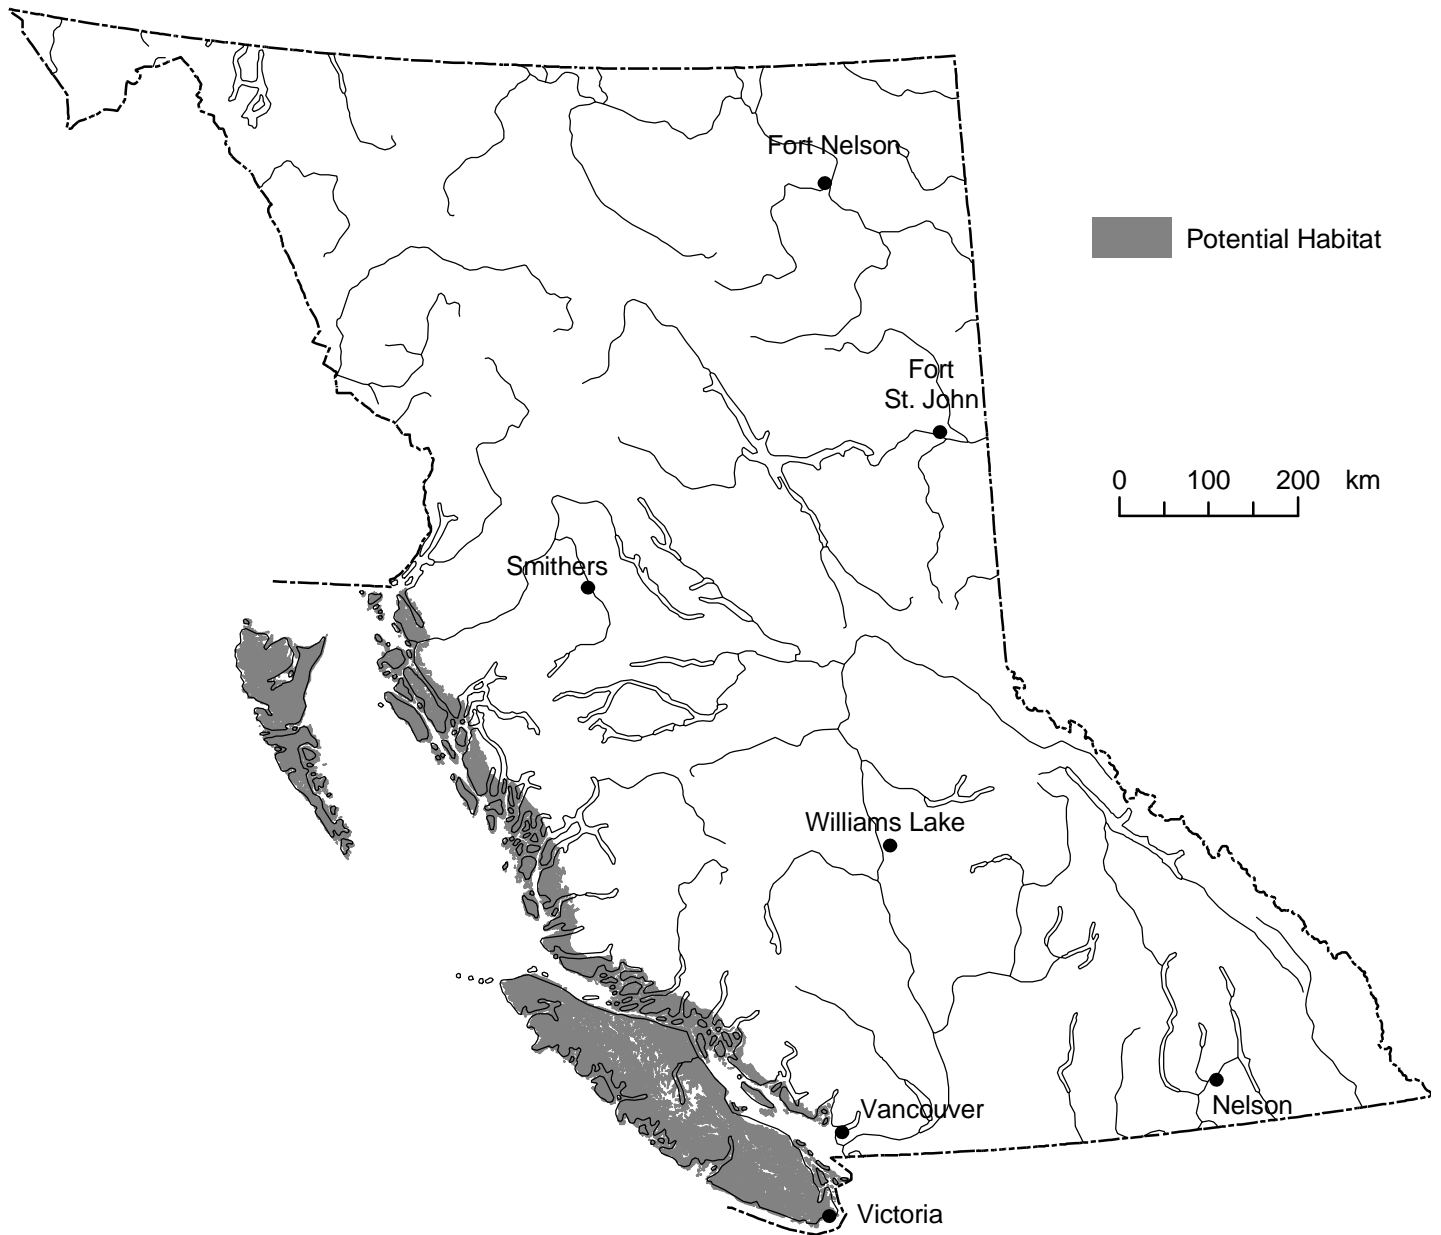 Fort Nelson
Potential Habitat
Fort
St. John
0 100 200 km
Smithers
Williams Lake
Vancouver
Nelson
Victoria